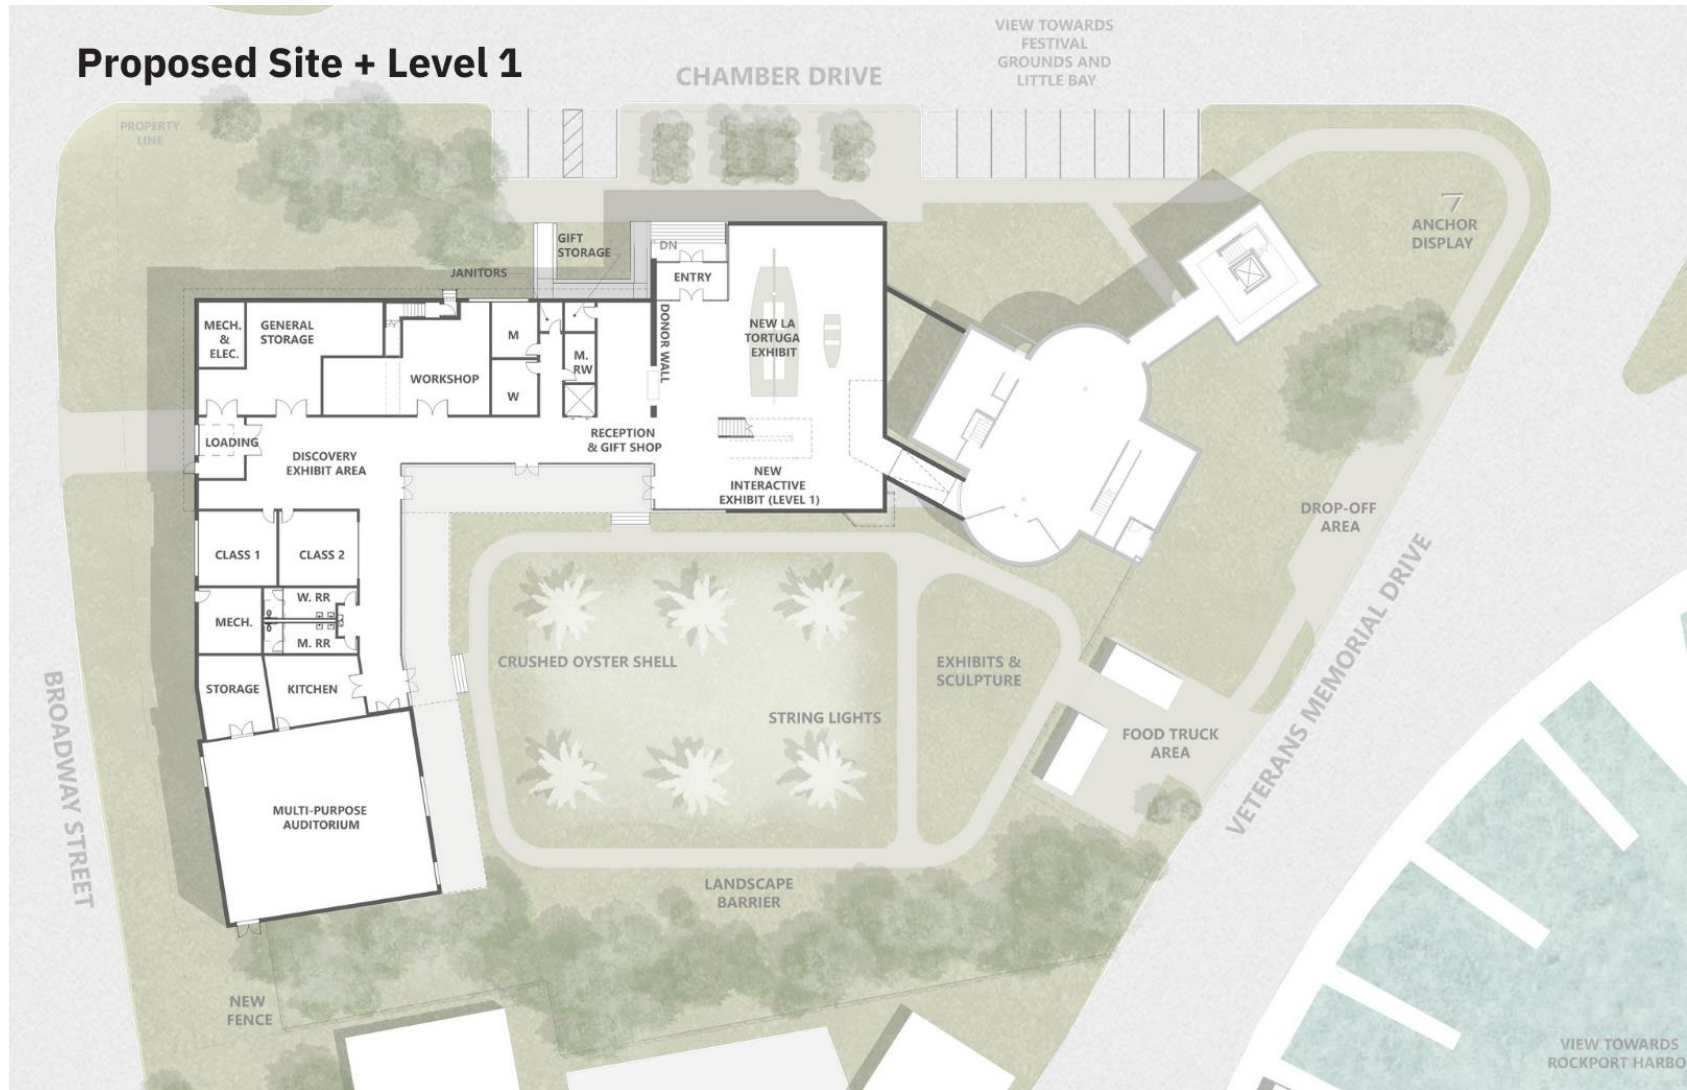 Proposed Site + Level 1
VIEW TOWARDS
FESTIVAL
GROUNDS AND
LITTLE BAY
CHAMBER DRIVE
PROPERTY
LINE
ANCHOR
DISPLAY
GIFT
STORAGE
DN
JANITORS
ENTRY
MECH.
&
ELEC.
GENERAL
STORAGE
DONOR WALL
NEW LA
TORTUGA
EXHIBIT
M
M.
RW
WORKSHOP
W
LOADING
RECEPTION
& GIFT SHOP
DISCOVERY
EXHIBIT AREA
NEW
INTERACTIVE
EXHIBIT (LEVEL 1)
DROP-OFF
AREA
CLASS 1
CLASS 2
W. RR
MECH.
M. RR
CRUSHED OYSTER SHELL
EXHIBITS &
SCULPTURE
STORAGE
KITCHEN
STRING LIGHTS
FOOD TRUCK
AREA
VETERANS MEMORIAL DRIVE
BROADWAY STREET
MULTI-PURPOSE
AUDITORIUM
LANDSCAPE
BARRIER
NEW
FENCE
VIEW TOWARDS
ROCKPORT HARBO